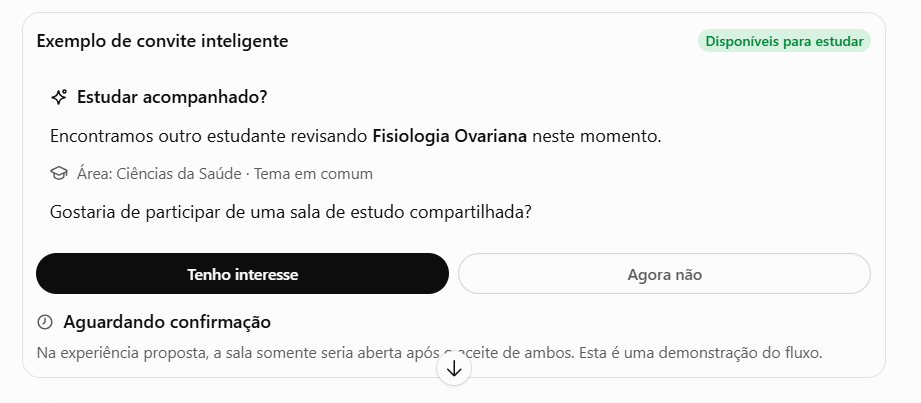 Exemplo de convite inteligente
Disponíveis para estudar
Estudar acompanhado?
Encontramos outro estudante revisando Fisiologia Ovariana neste momento.
Área: Ciências da Saúde · Tema em comum
Gostaria de participar de uma sala de estudo compartilhada?
Tenho interesse
Agora não
Aguardando confirmação
Na experiência proposta, a sala somente seria aberta após o aceite de ambos. Esta é uma demonstração do fluxo.